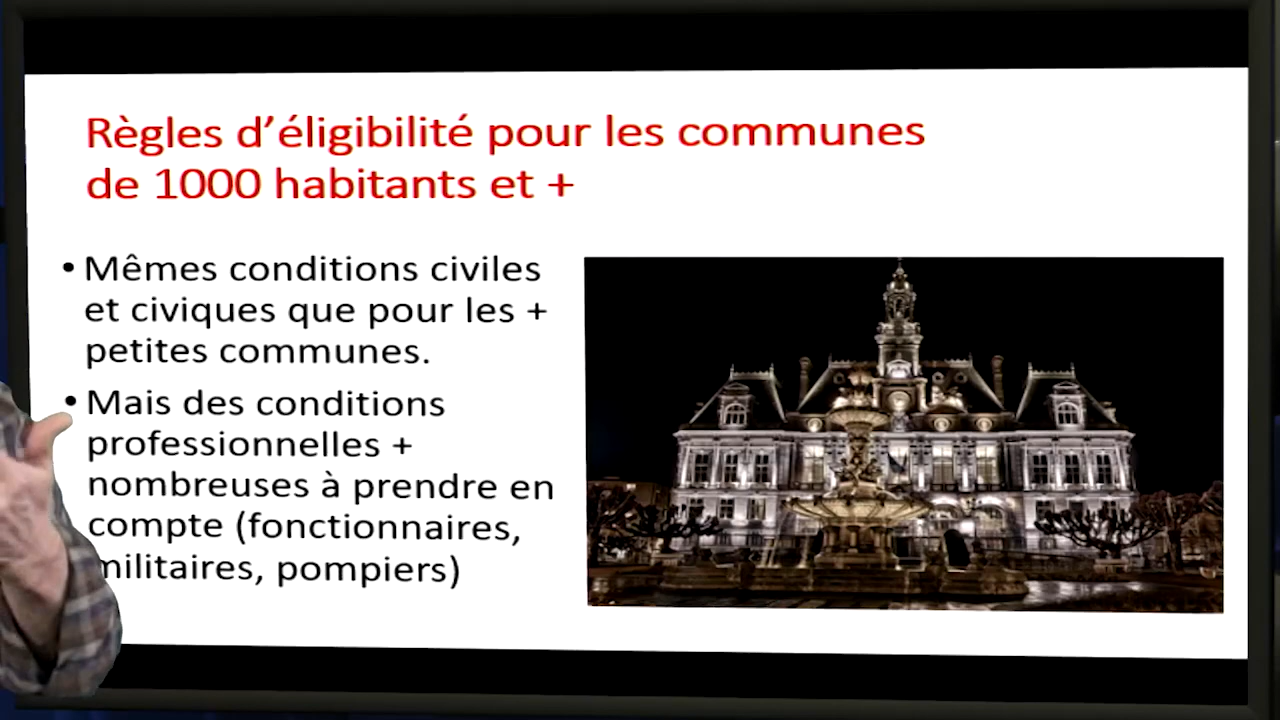 Règles d’éligibilité pour les communes
de 1000 habitants et +
• Mêmes conditions civiles
et civiques que pour les +
petites communes.
• Mais des conditions
professionnelles +
nombreuses à prendre en
compte (fonctionnaires,
militaires, pompiers)